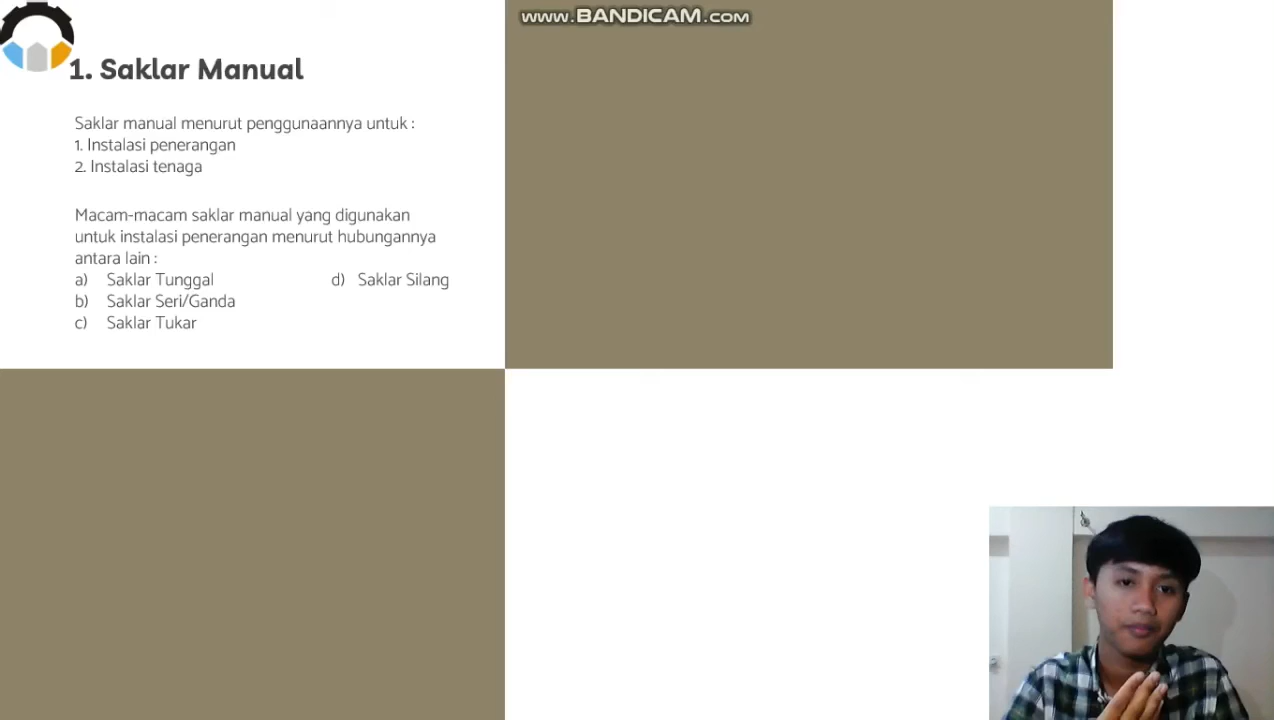 www.BANDICAM.com
1. Saklar Manual
Saklar manual menurut penggunaannya untuk :
1. Instalasi penerangan
2. Instalasi tenaga
Macam-macam saklar manual yang digunakan
untuk instalasi penerangan menurut hubungannya
antara lain :
a) Saklar Tunggal
b) Saklar Seri/Ganda
c) Saklar Tukar
d) Saklar Silang